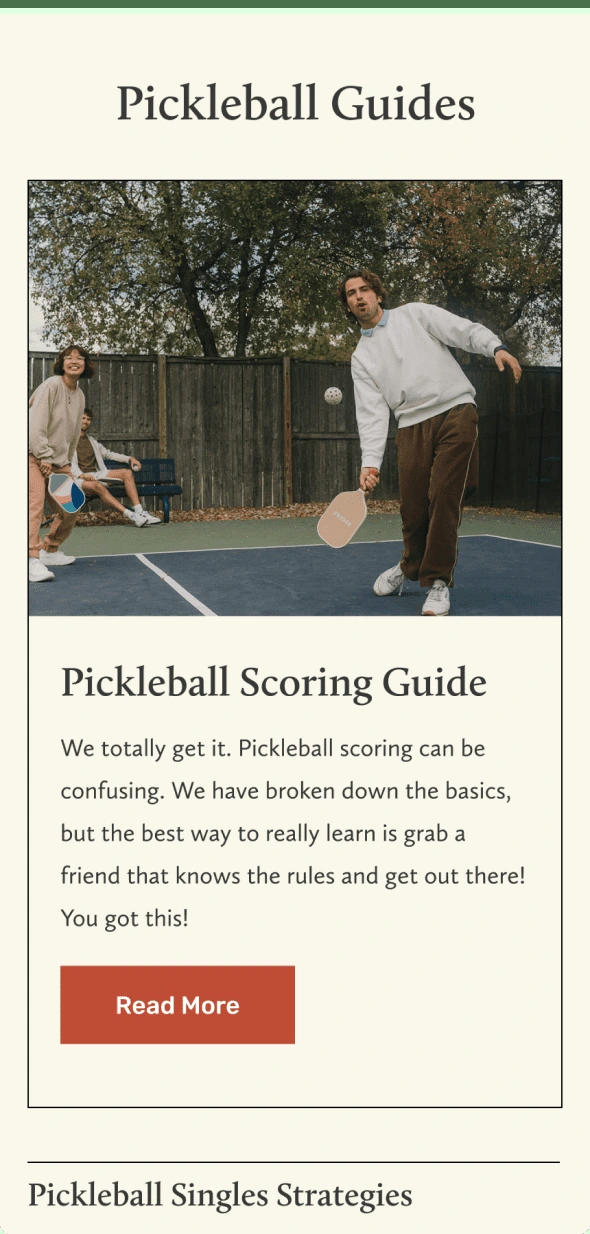 Pickleball Guides
Pickleball Scoring Guide
We totally get it. Pickleball scoring can be
confusing. We have broken down the basics,
but the best way to really learn is grab a
friend that knows the rules and get out there!
You got this!
Read More
Pickleball Singles Strategies